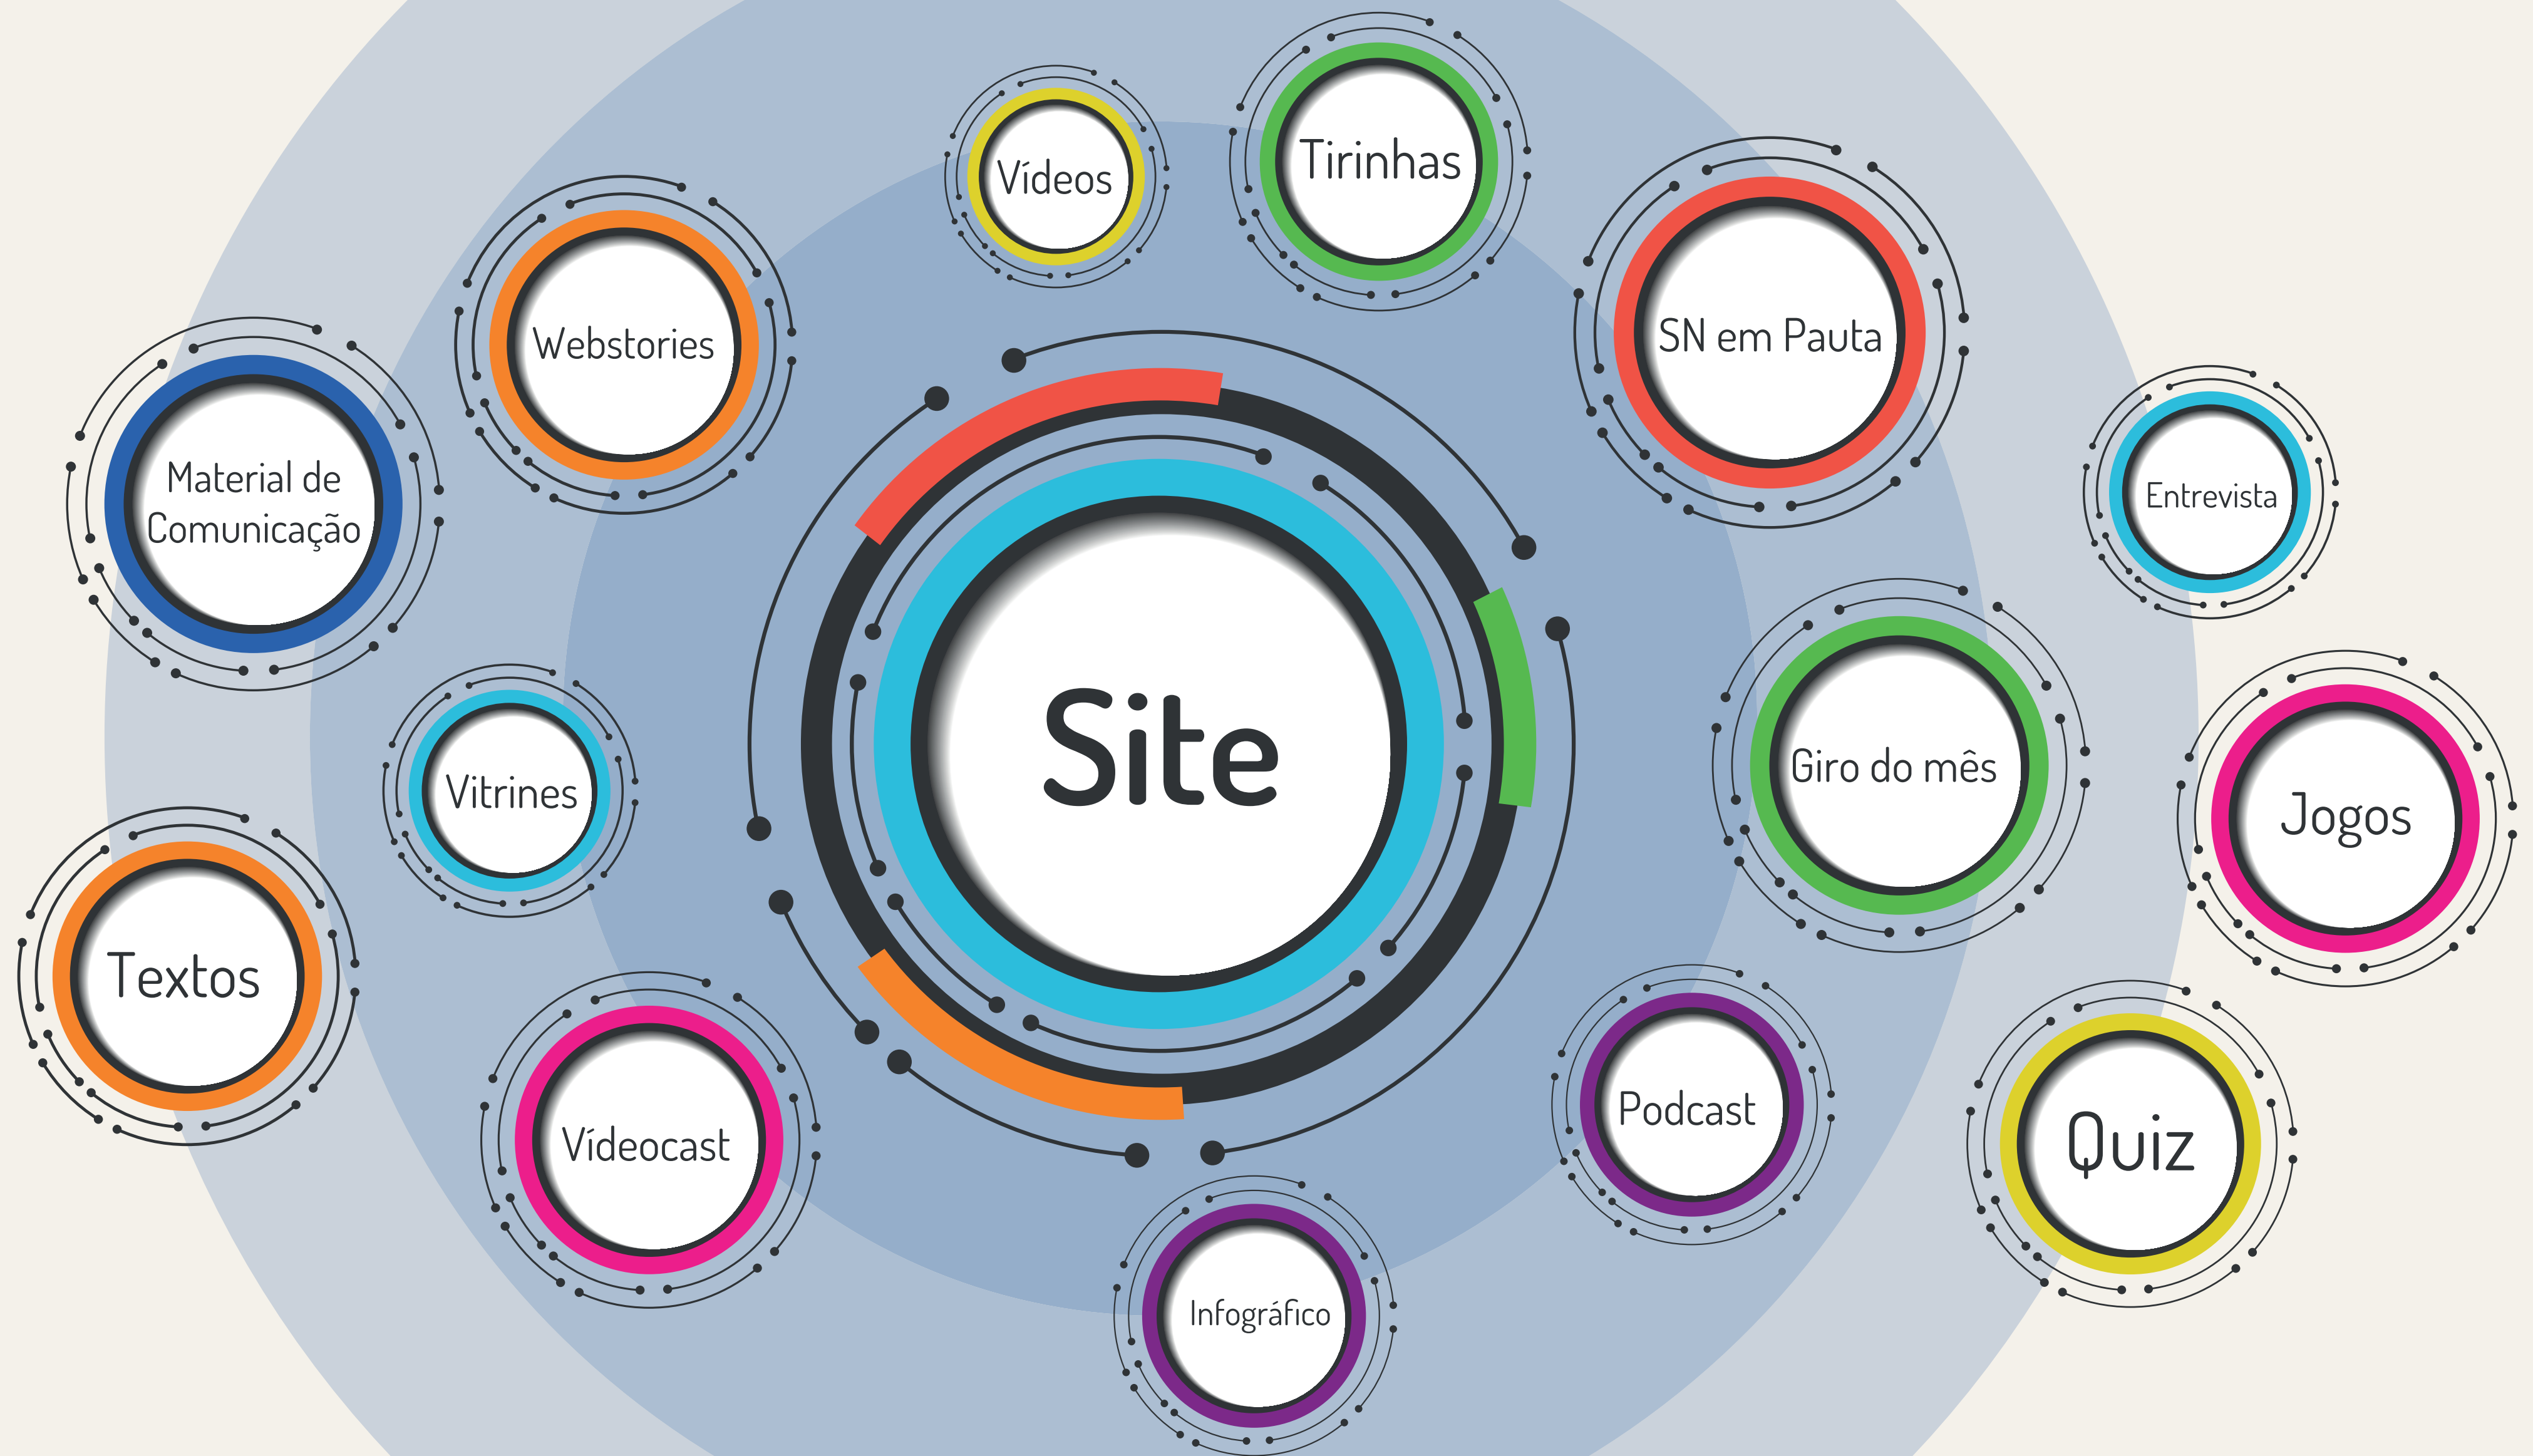 Vídeos
Tirinhas
Webstories
SN em Pauta
Material de
Comunicação
Entrevista
Site
Vitrines
Giro do mês
Jogos
Textos
Vídeocast
Podcast
Quiz
Infográfico